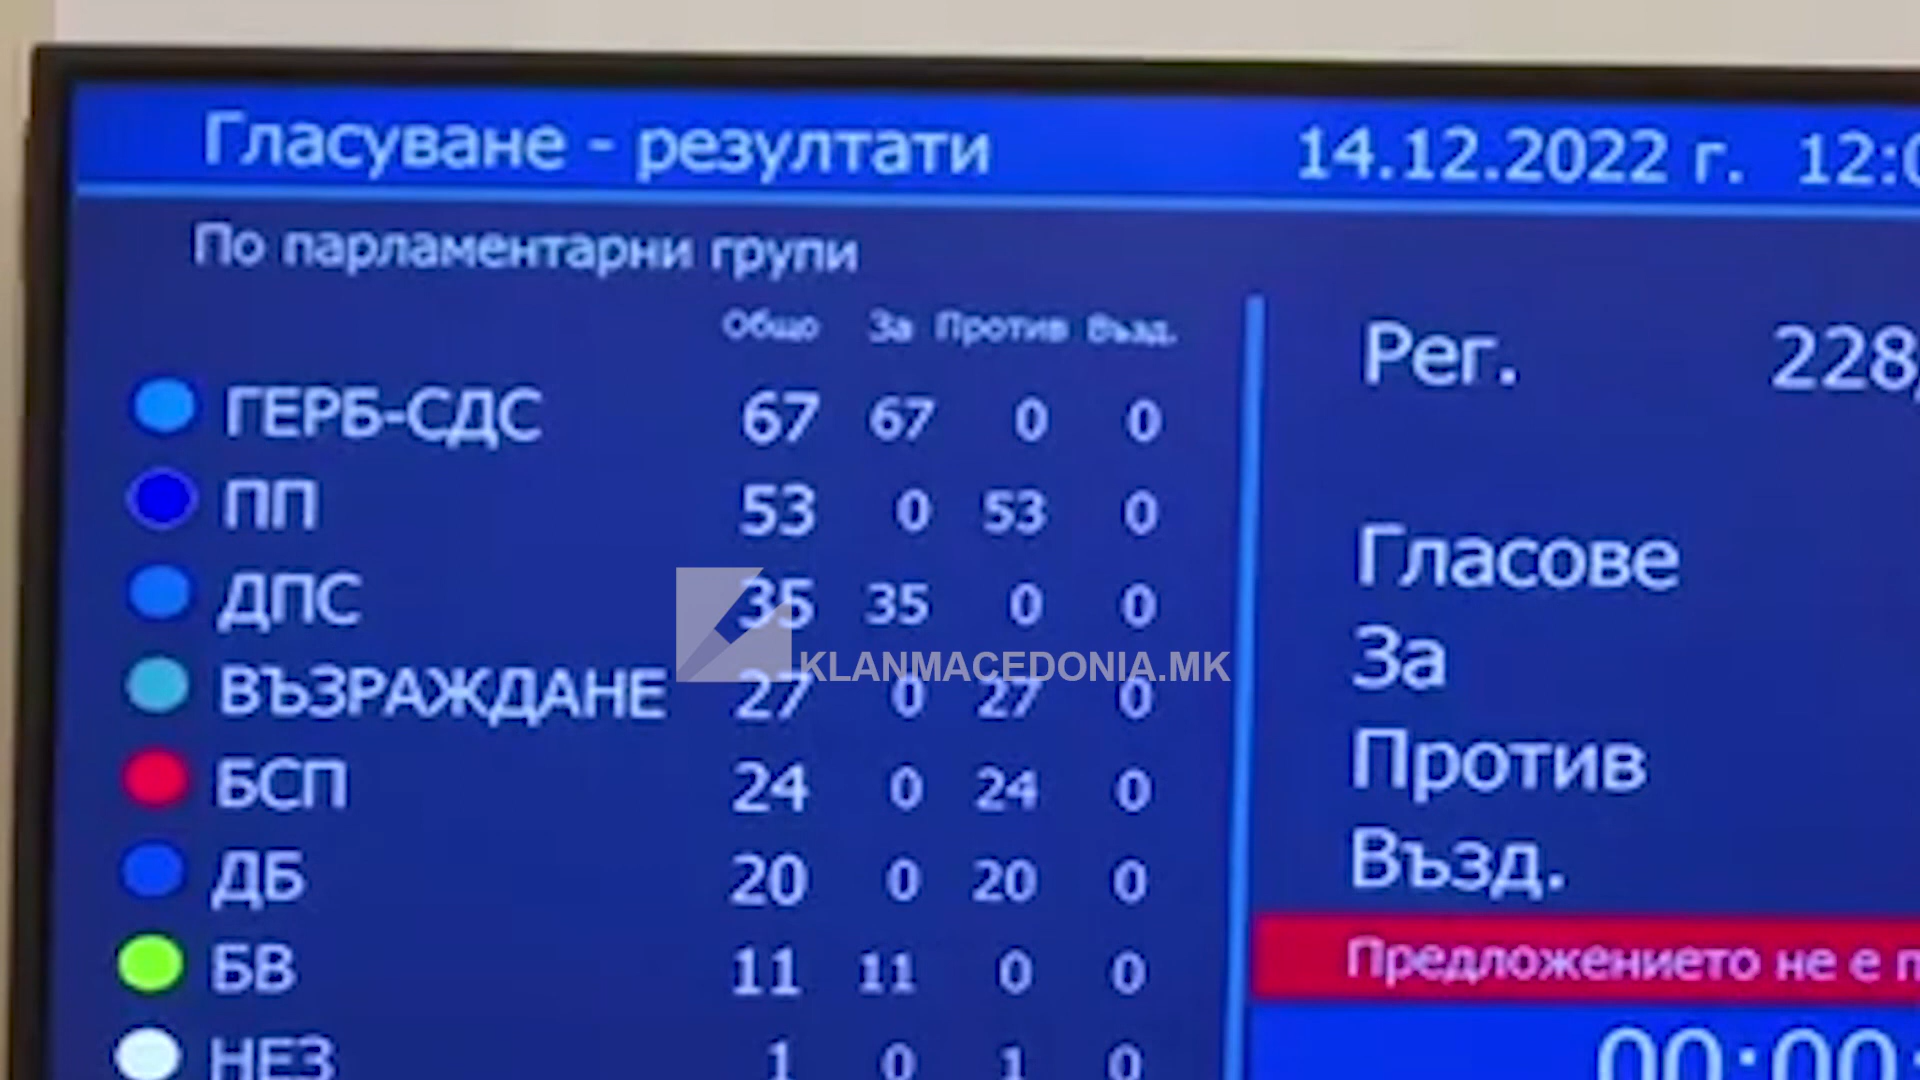 Гласуване - резултати 14.12.2022 г.
По парламентарни групи
Общо За Против Възд.
ГЕРБ-СДС 67 67 0 0
ПП 53 0 53 0
ДПС 35 35 0 0
ВЪЗРАЖДАНЕ 27 0 27 0
БСП 24 0 24 0
ДБ 20 0 20 0
БВ 11 11 0 0
НЕЗ 1 0 1 0
KLANMACEDONIA.MK
Рег. 228
Гласове
За
Против
Възд.
Предложението не е
00:00: